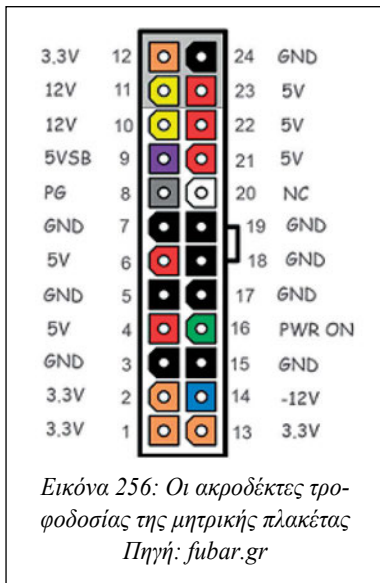 3.3V 12 24 GND
12V 11 23 5V
12V 10 22 5V
5VSB 9 21 5V
PG 8 20 NC
GND 7 19 GND
5V 6 18 GND
GND 5 17 GND
5V 4 16 PWR ON
GND 3 15 GND
3.3V 2 14 -12V
3.3V 1 13 3.3V
Εικόνα 256: Οι ακροδέκτες τρο-
φοδοσίας της μητρικής πλακέτας
Πηγή: fubar.gr